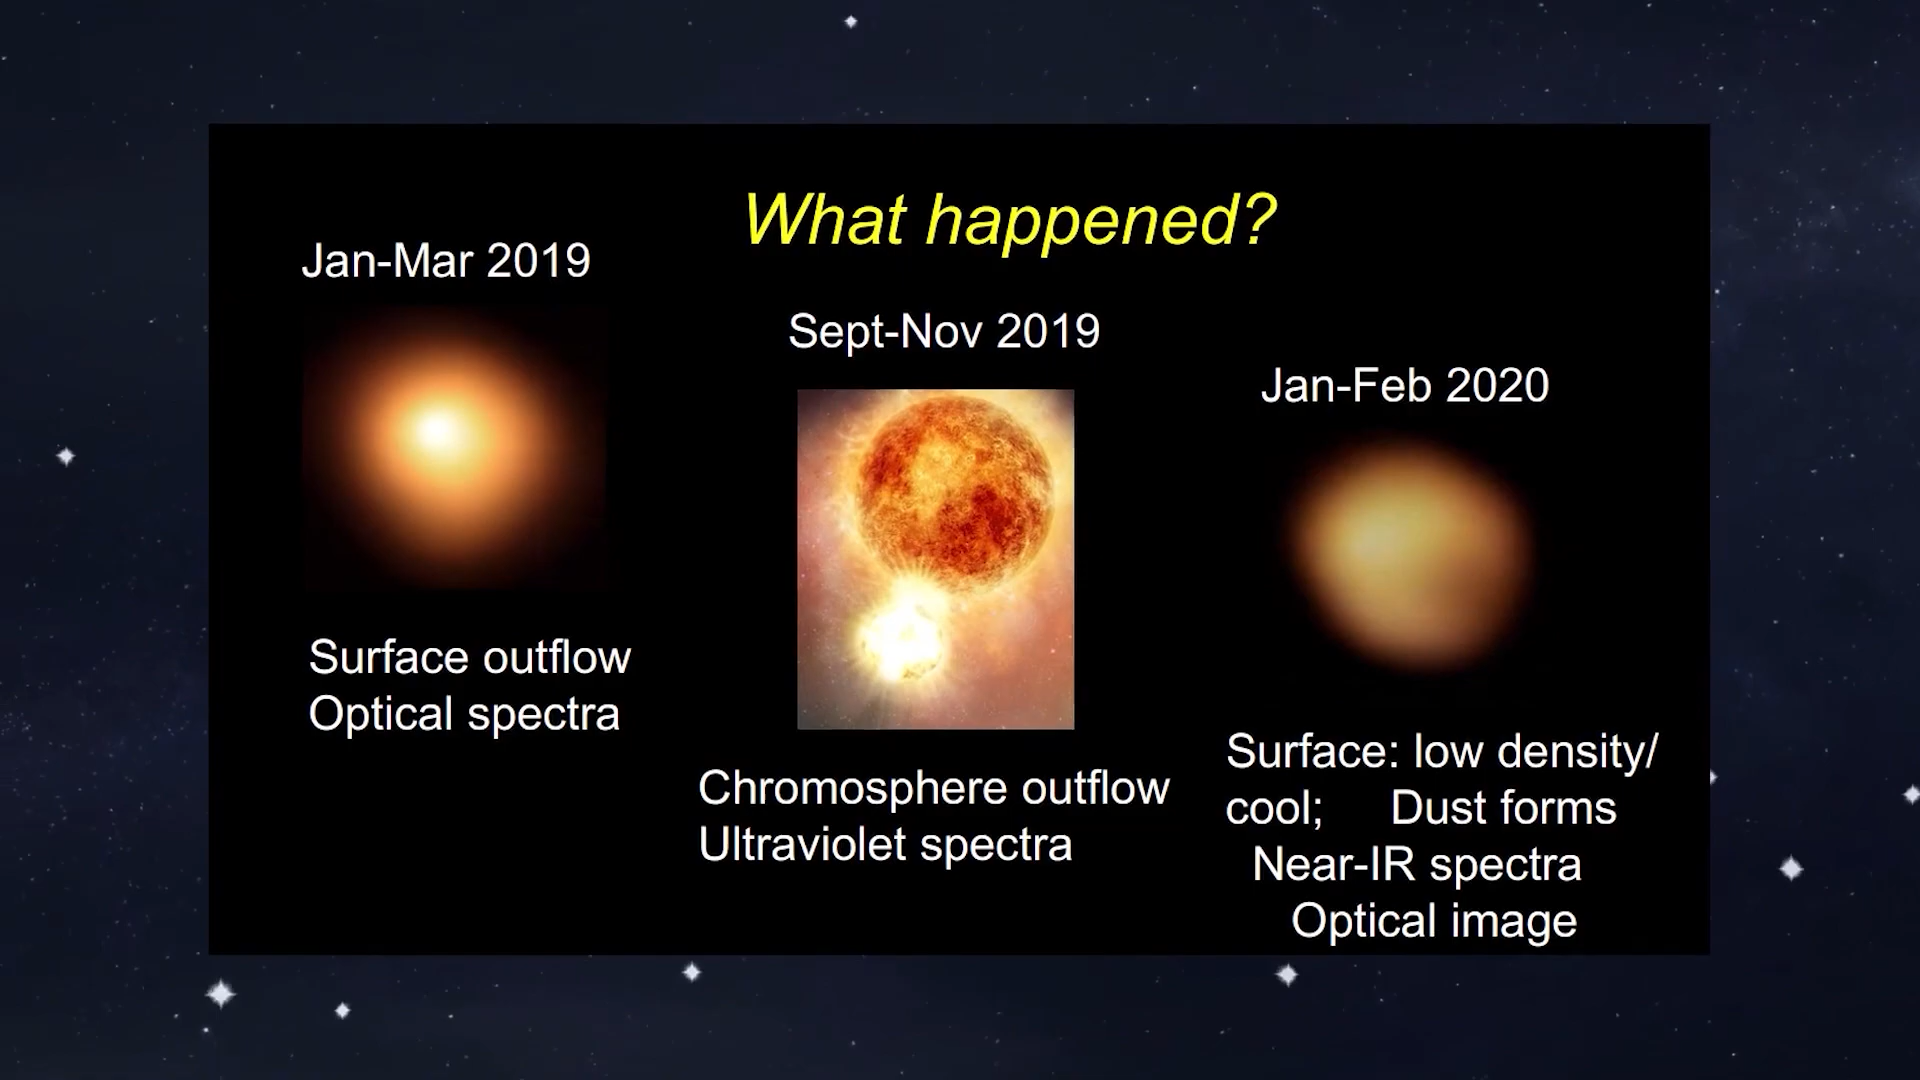 What happened?
Jan-Mar 2019
Surface outflow
Optical spectra
Sept-Nov 2019
Chromosphere outflow
Ultraviolet spectra
Jan-Feb 2020
Surface: low density/
cool; Dust forms
Near-IR spectra
Optical image